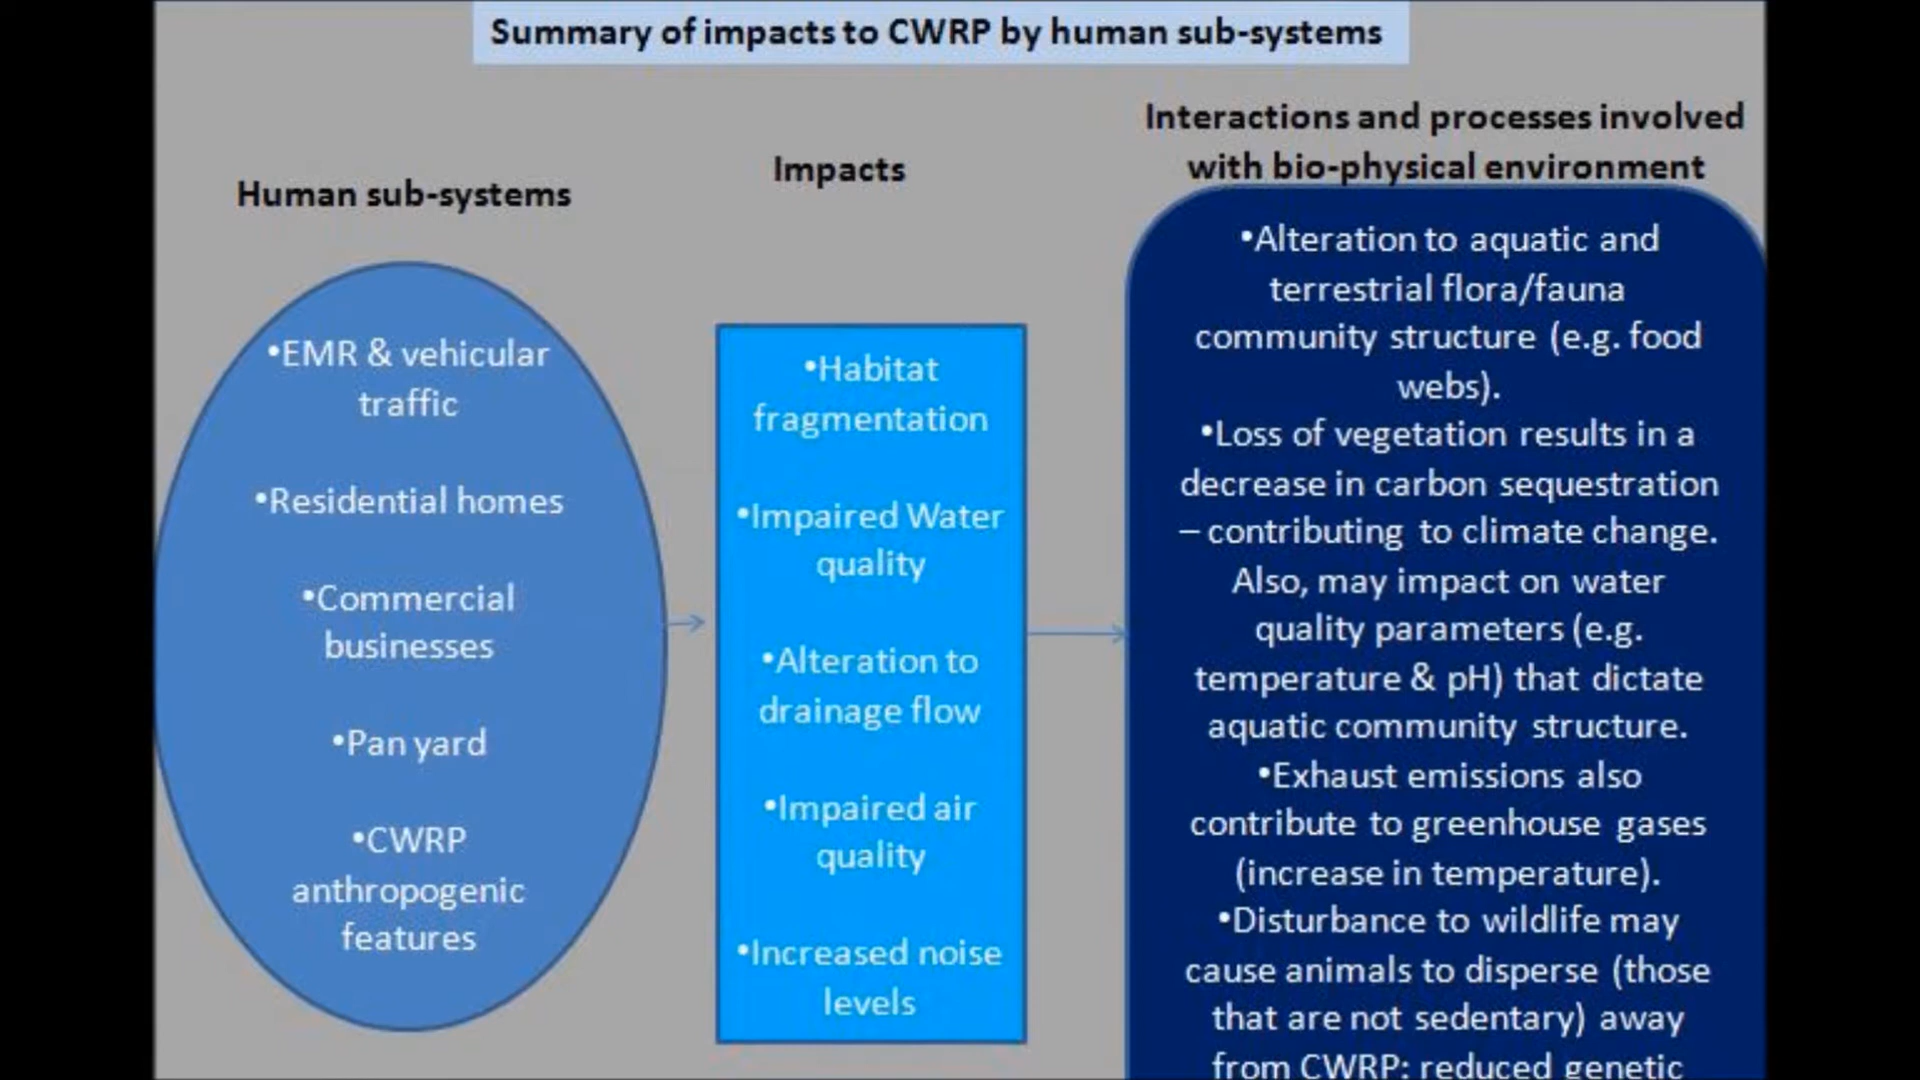 Summary of impacts to CWRP by human sub-systems
Human sub-systems
•EMR & vehicular
traffic
•Residential homes
•Commercial
businesses
•Pan yard
•CWRP
anthropogenic
features
Impacts
•Habitat
fragmentation
•Impaired Water
quality
•Alteration to
drainage flow
•Impaired air
quality
•Increased noise
levels
Interactions and processes involved
with bio-physical environment
•Alteration to aquatic and
terrestrial flora/fauna
community structure (e.g. food
webs).
•Loss of vegetation results in a
decrease in carbon sequestration
– contributing to climate change.
Also, may impact on water
quality parameters (e.g.
temperature & pH) that dictate
aquatic community structure.
•Exhaust emissions also
contribute to greenhouse gases
(increase in temperature).
•Disturbance to wildlife may
cause animals to disperse (those
that are not sedentary) away
from CWRP: reduced genetic